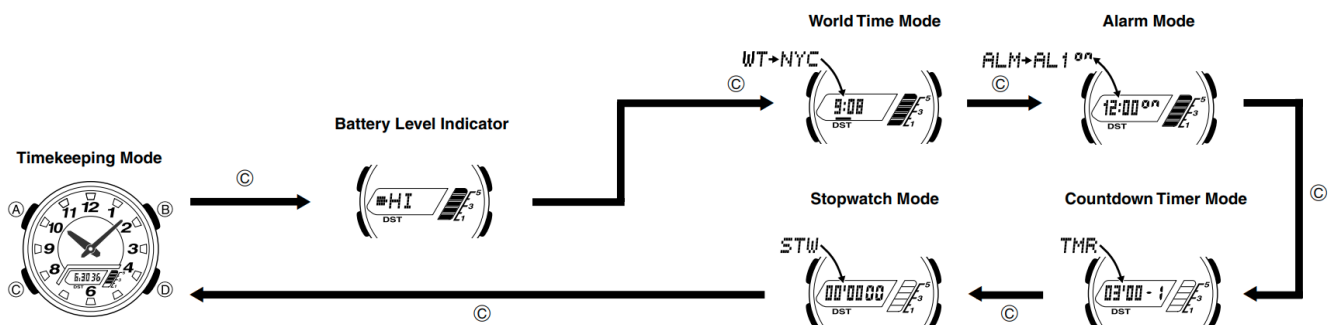 World Time Mode
Alarm Mode
WT→NYC
ALM→AL1 on
Ⓒ
Ⓒ
9:08
DST
5
3
1
12:00 on
DST
5
3
1
Battery Level Indicator
Timekeeping Mode
Ⓒ
HI
DST
5
3
1
Stopwatch Mode
Countdown Timer Mode
Ⓒ
Ⓐ
Ⓑ
12
1
2
3
4
6
8
9
10
11
6:30 36
DST
Ⓒ
Ⓓ
STW
TMR
00'00 00
DST
5
3
1
03'00 - 1
DST
5
3
1
Ⓒ
Ⓒ